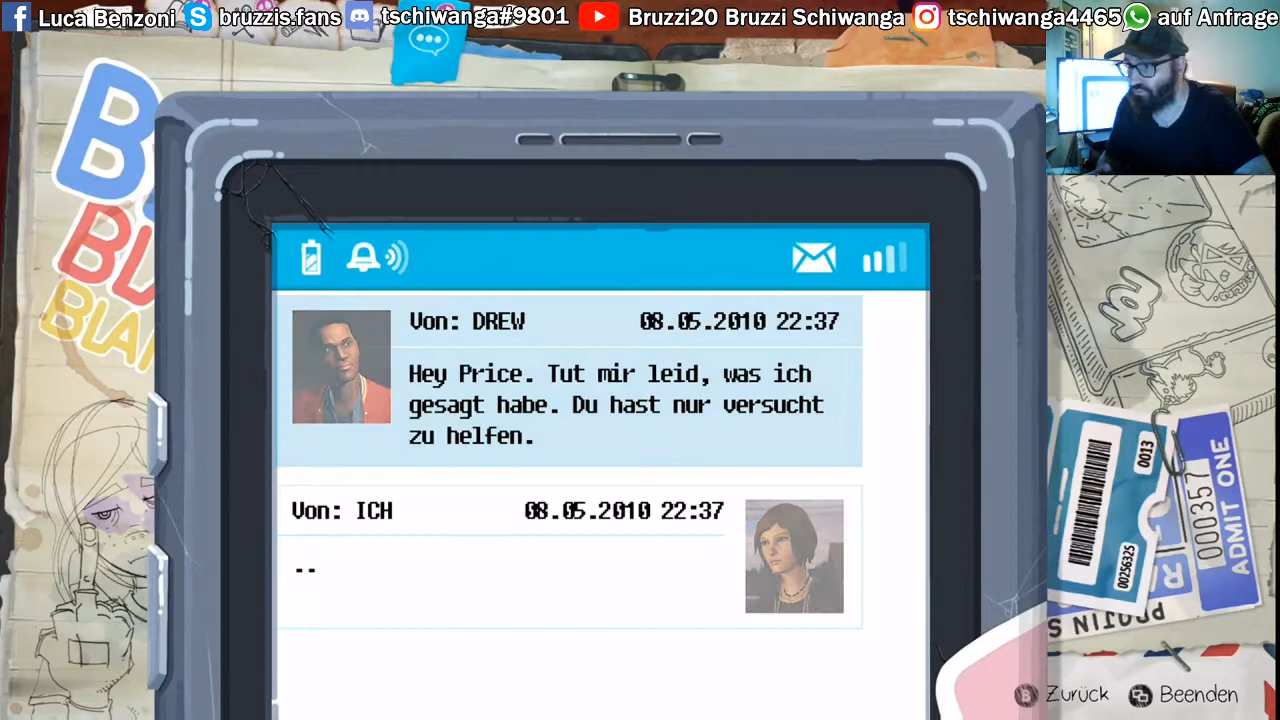 Luca Benzoni bruzzis.fans tschiwanga#9801 Bruzzi20 Bruzzi Schiwanga tschiwanga4465 auf Anfrage
Von: DREW 08.05.2010 22:37
Hey Price. Tut mir leid, was ich
gesagt habe. Du hast nur versucht
zu helfen.
Von: ICH 08.05.2010 22:37
--
0013
00256325
000357
ADMIT ONE
Zurück
Beenden